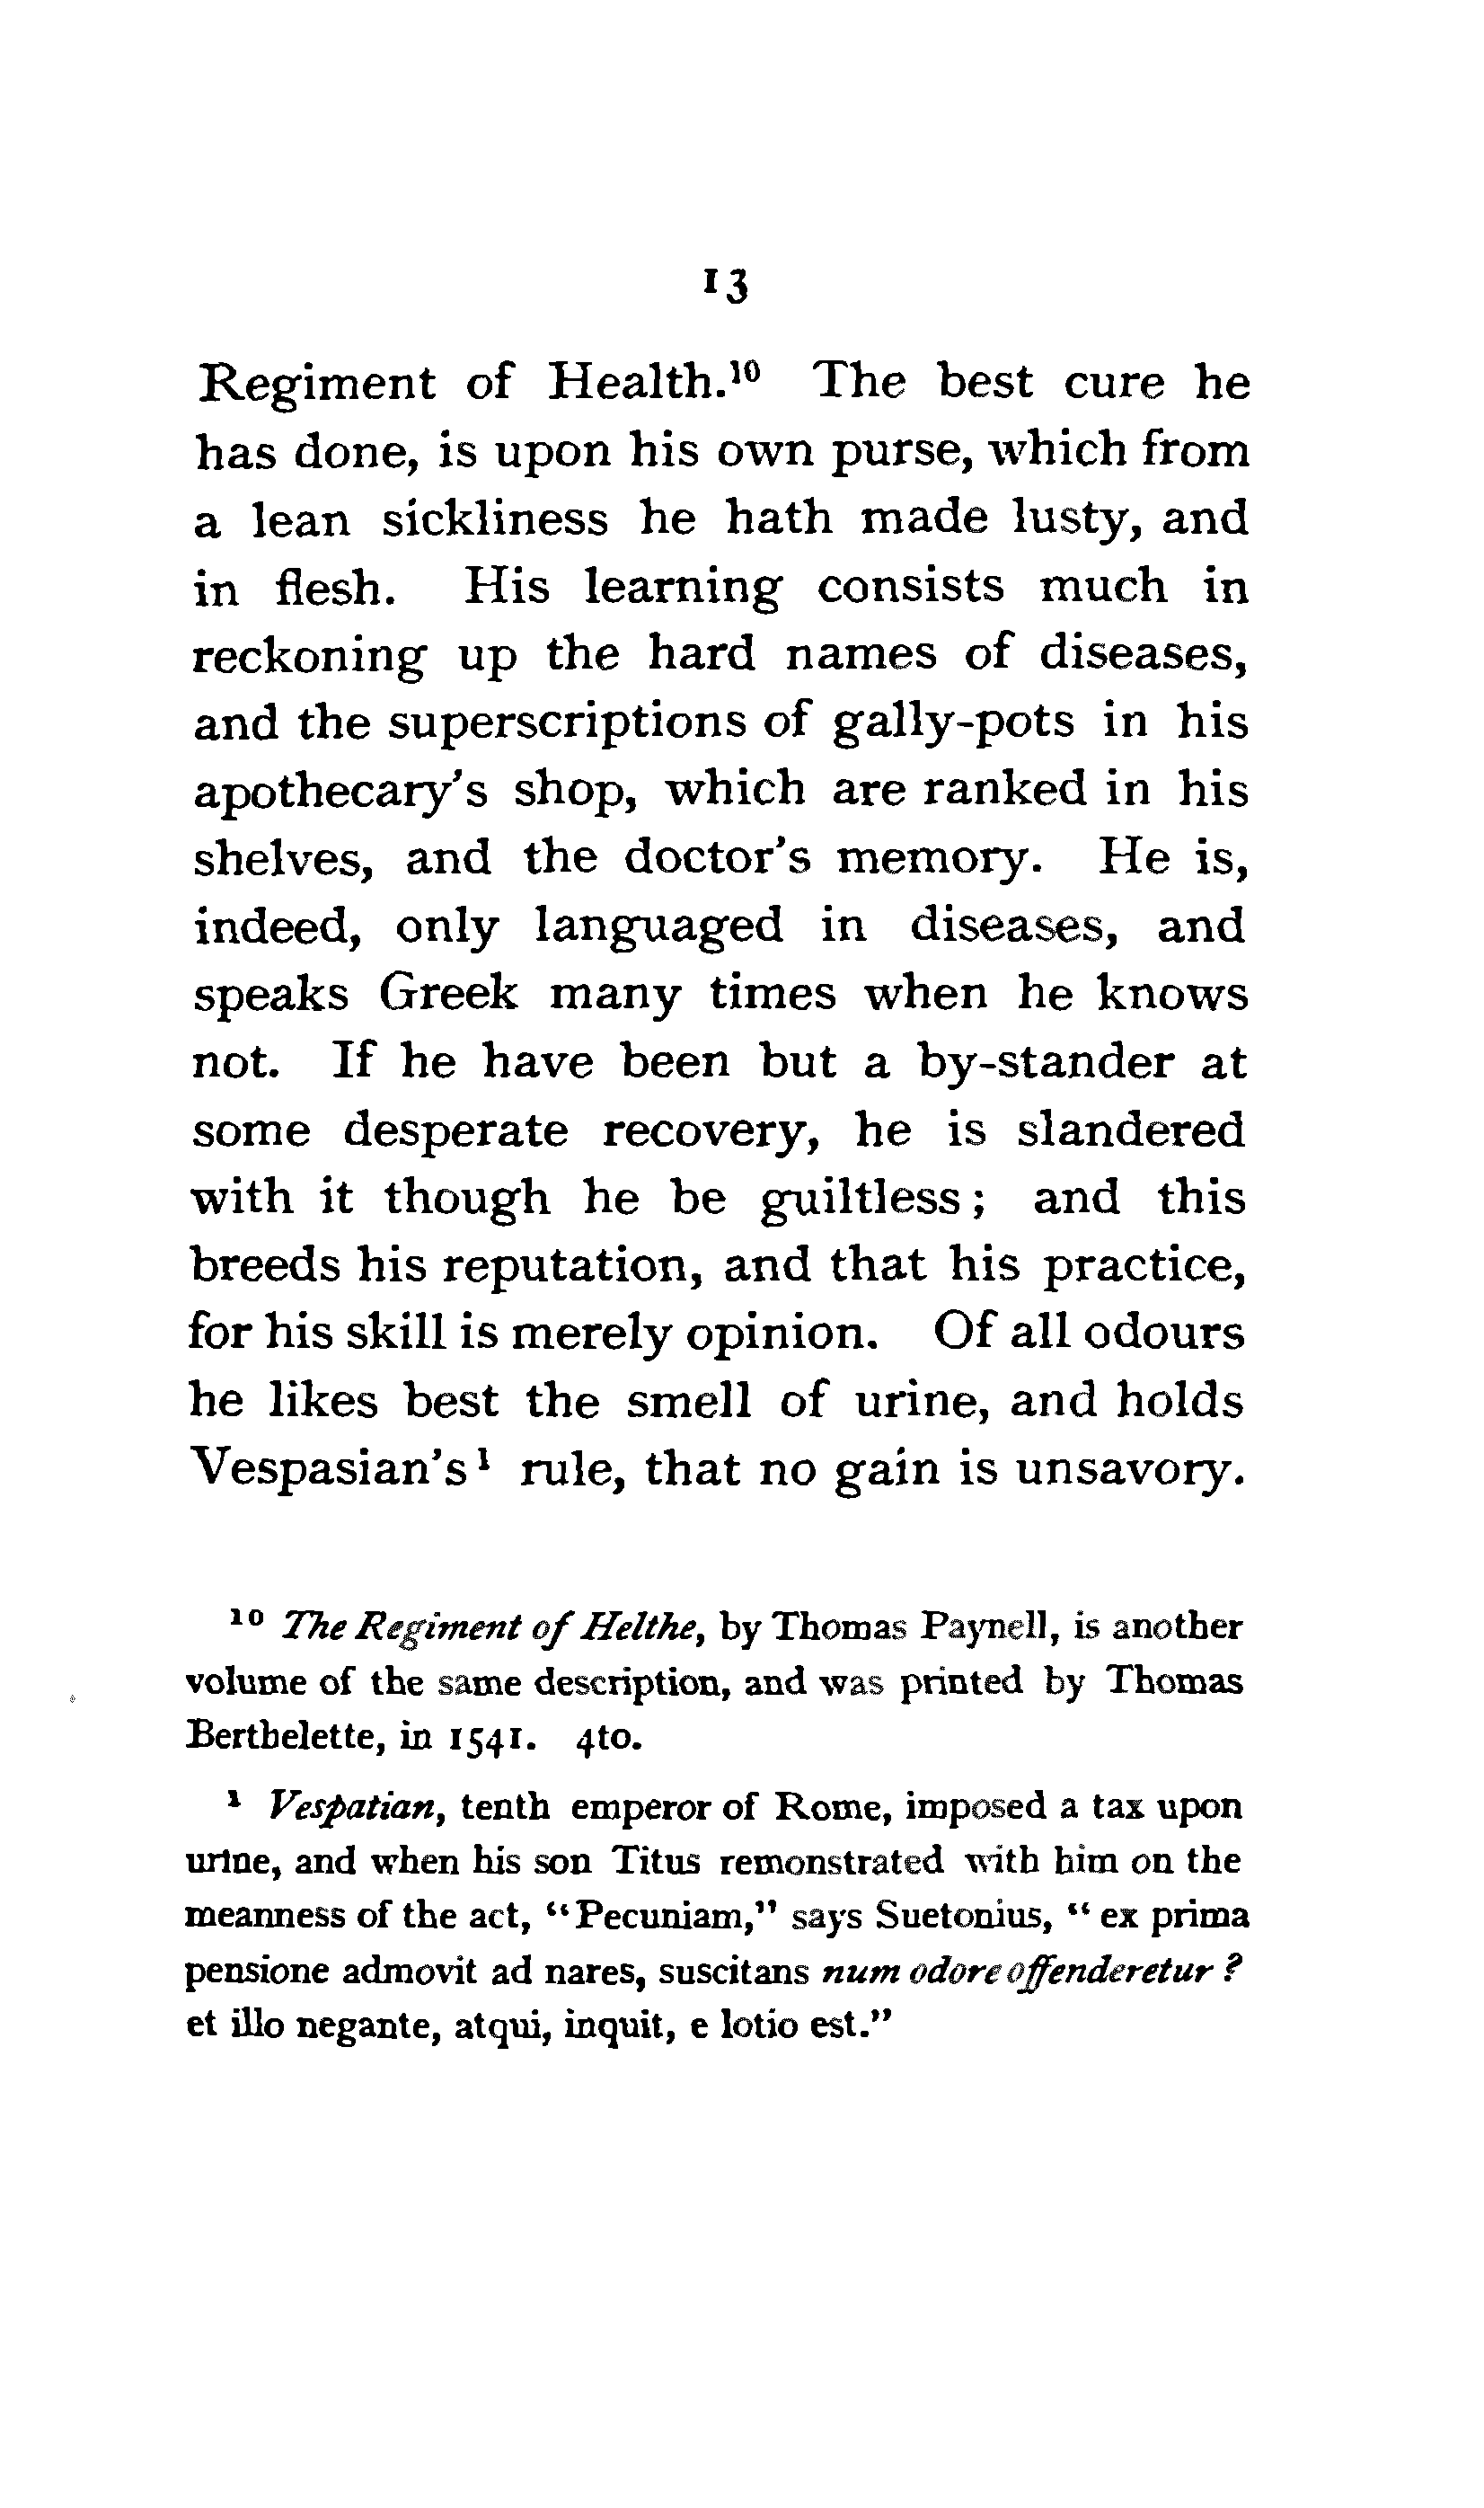 13
Regiment of Health.¹⁰ The best cure he
has done, is upon his own purse, which from
a lean sickliness he hath made lusty, and
in flesh. His learning consists much in
reckoning up the hard names of diseases,
and the superscriptions of gally-pots in his
apothecary's shop, which are ranked in his
shelves, and the doctor's memory. He is,
indeed, only languaged in diseases, and
speaks Greek many times when he knows
not. If he have been but a by-stander at
some desperate recovery, he is slandered
with it though he be guiltless; and this
breeds his reputation, and that his practice,
for his skill is merely opinion. Of all odours
he likes best the smell of urine, and holds
Vespasian's¹ rule, that no gain is unsavory.
¹⁰ The Regiment of Helthe, by Thomas Paynell, is another
volume of the same description, and was printed by Thomas
Berthelette, in 1541. 4to.
¹ Vespatian, tenth emperor of Rome, imposed a tax upon
urine, and when his son Titus remonstrated with him on the
meanness of the act, "Pecuniam," says Suetonius, "ex prima
pensione admovit ad nares, suscitans num odore offenderetur?
et illo negante, atqui, inquit, e lotio est."